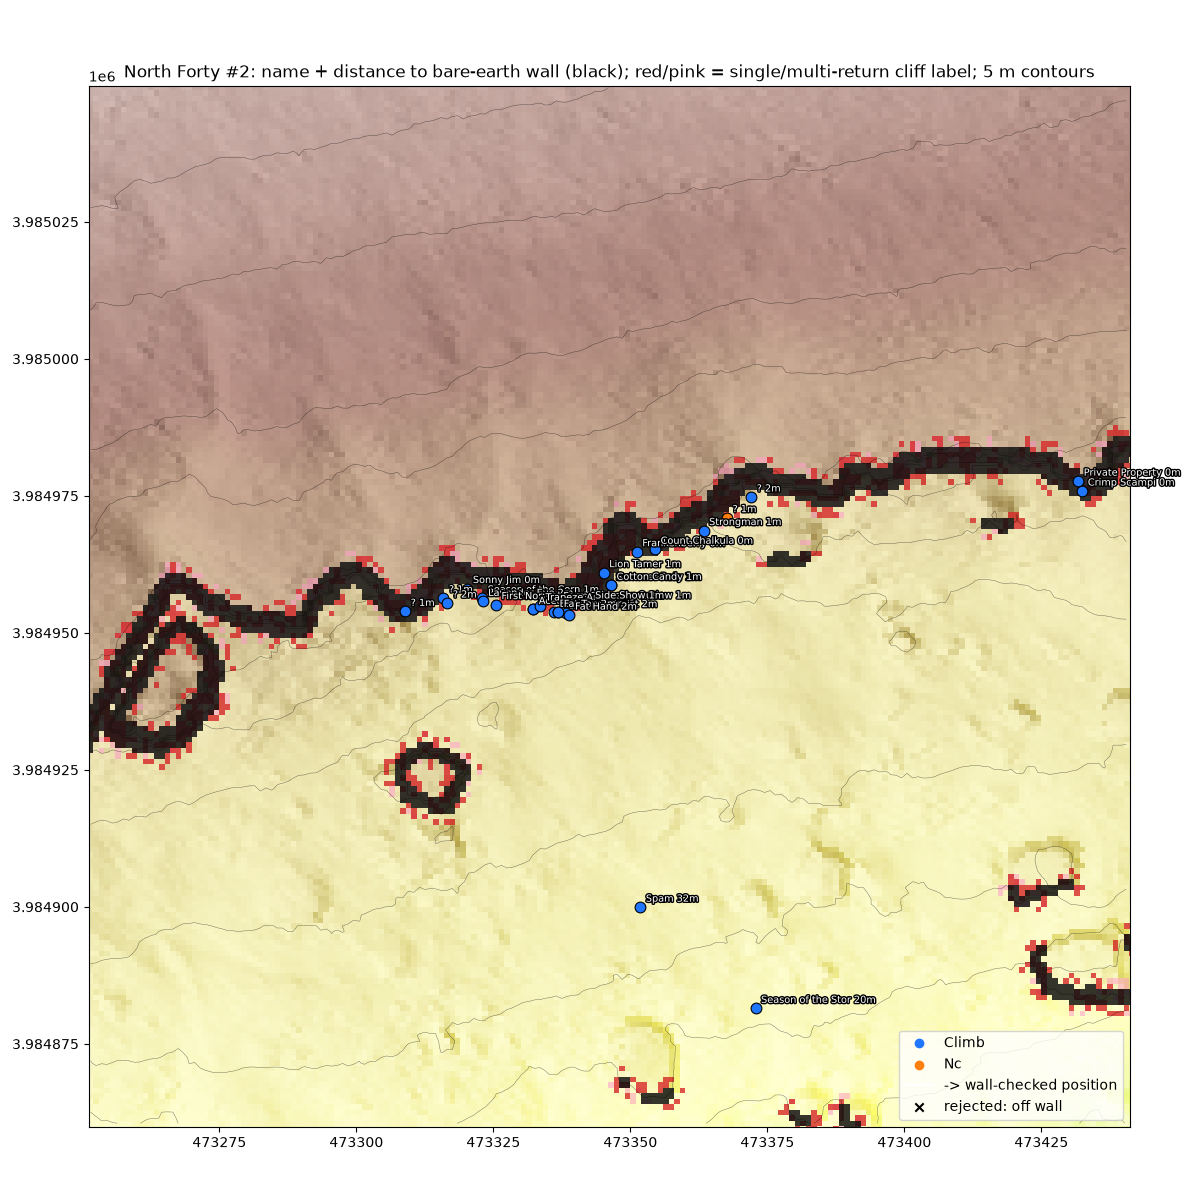 North Forty #2: name + distance to bare-earth wall (black); red/pink = single/multi-return cliff label; 5 m contours
1e6
3.985025
3.985000
3.984975
3.984950
3.984925
3.984900
3.984875
Private Property 0m
Crimp Scampi 0m
? 2m
? 1m
Strongman 1m
Count Chalkula 0m
Lion Tamer 1m
Cotton Candy 1m
Sonny Jim 0m
? 2m
? 1m
Fat Hand 2m
Spam 32m
Season of the Stor 20m
Climb
Nc
-> wall-checked position
rejected: off wall
473275
473300
473325
473350
473375
473400
473425